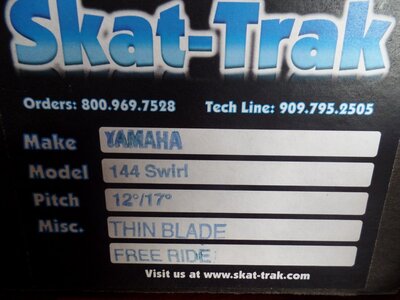 Skat-Trak
Orders: 800.969.7528 Tech Line: 909.795.2505
Make YAMAHA
Model 144 Swirl
Pitch 12°/17°
Misc. THIN BLADE
FREE RIDE
Visit us at www.skat-trak.com